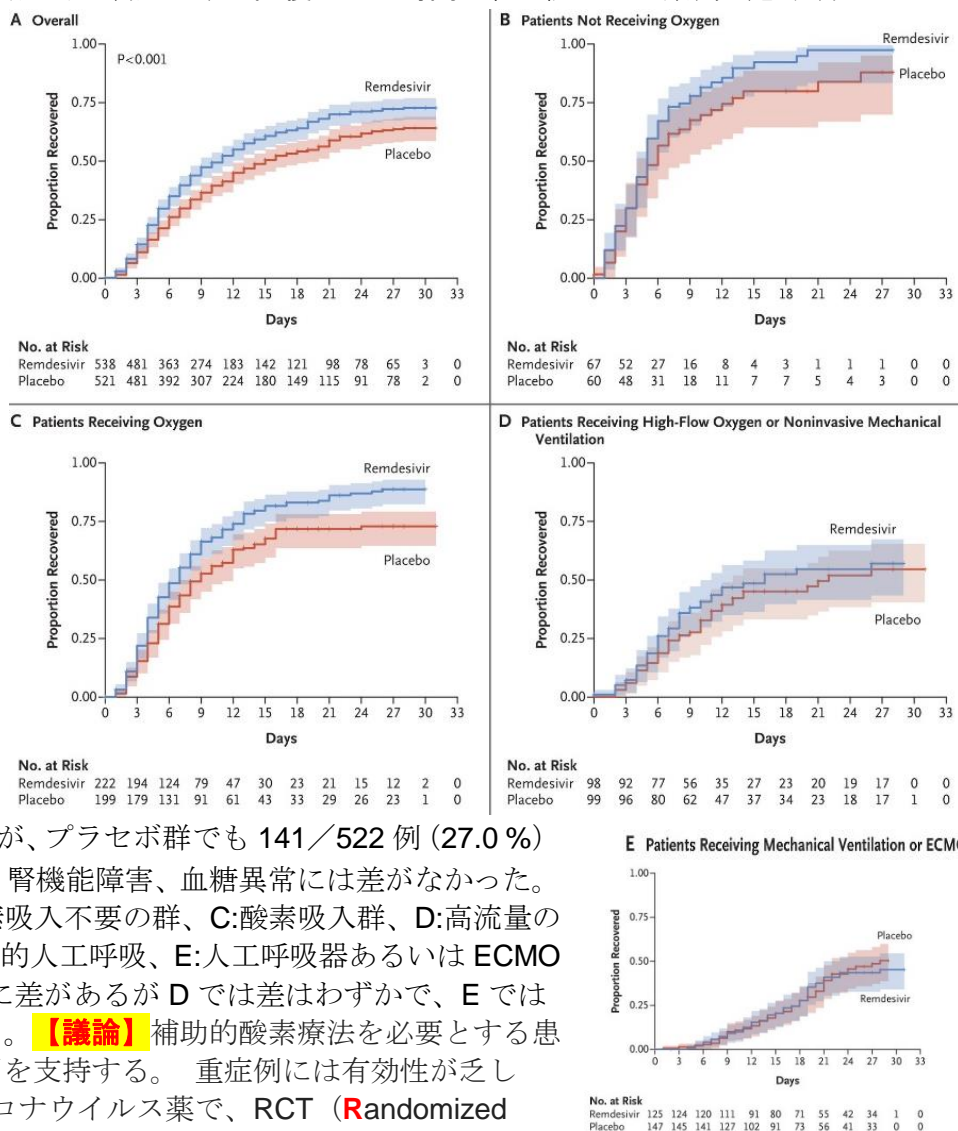 A Overall
1.00
P<0.001
Remdesivir
0.75
0.50
Placebo
0.25
0.00
Proportion Recovered
0 3 6 9 12 15 18 21 24 27 30 33
Days
No. at Risk
Remdesivir 538 481 363 274 183 142 121 98 78 65 3 0
Placebo 521 481 392 307 224 180 149 115 91 78 2 0
B Patients Not Receiving Oxygen
1.00
Remdesivir
Placebo
0.75
0.50
0.25
0.00
Proportion Recovered
0 3 6 9 12 15 18 21 24 27 30 33
Days
No. at Risk
Remdesivir 67 52 27 16 8 4 3 1 1 1 0 0
Placebo 60 48 31 18 11 7 7 5 4 3 0 0
C Patients Receiving Oxygen
1.00
Remdesivir
0.75
Placebo
0.50
0.25
0.00
Proportion Recovered
0 3 6 9 12 15 18 21 24 27 30 33
Days
No. at Risk
Remdesivir 222 194 124 79 47 30 23 21 15 12 2 0
Placebo 199 179 131 91 61 43 33 29 26 23 1 0
D Patients Receiving High-Flow Oxygen or Noninvasive Mechanical
Ventilation
1.00
0.75
Remdesivir
0.50
Placebo
0.25
0.00
Proportion Recovered
0 3 6 9 12 15 18 21 24 27 30 33
Days
No. at Risk
Remdesivir 98 92 77 56 35 27 23 20 19 17 0 0
Placebo 99 96 80 62 47 37 34 23 18 17 1 0
が、プラセボ群でも 141／522 例（27.0 %）
腎機能障害、血糖異常には差がなかった。
吸入不要の群、C:酸素吸入群、D:高流量の
的人工呼吸、E:人工呼吸器あるいは ECMO
に差があるが D では差はわずかで、E では
。【議論】補助的酸素療法を必要とする患
を支持する。 重症例には有効性が乏し
コロナウイルス薬で、RCT（Randomized
E Patients Receiving Mechanical Ventilation or ECM
1.00
0.75
Placebo
0.50
Remdesivir
0.25
0.00
Proportion Recovered
0 3 6 9 12 15 18 21 24 27 30 33
Days
No. at Risk
Remdesivir 125 124 120 111 91 80 71 55 42 34 1 0
Placebo 147 145 141 127 102 91 73 56 41 33 0 0